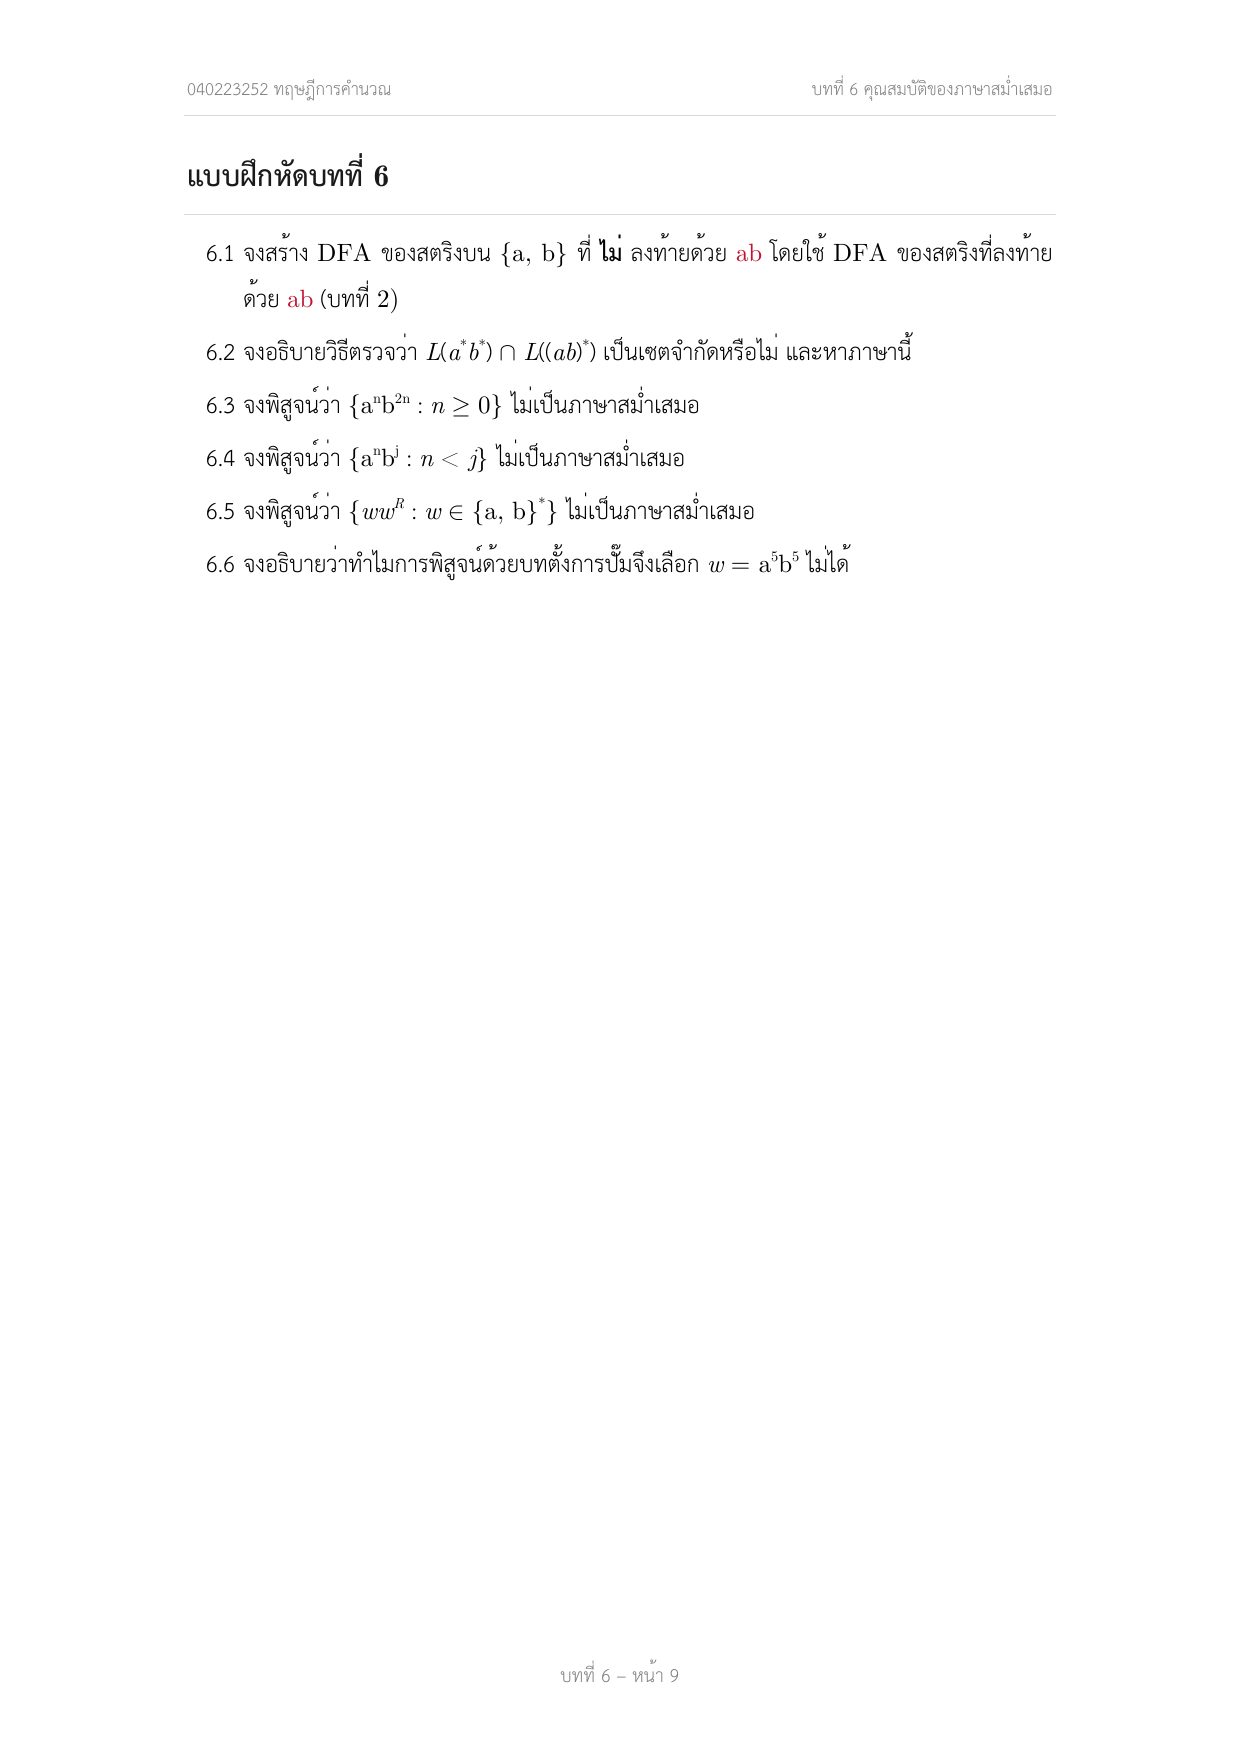 040223252 ทฤษฎีการคำนวณ
บทที่ 6 คุณสมบัติของภาษาสม่ำเสมอ
แบบฝึกหัดบทที่ 6
6.1 จงสร้าง DFA ของสตริงบน {a, b} ที่ ไม่ ลงท้ายด้วย ab โดยใช้ DFA ของสตริงที่ลงท้าย
ด้วย ab (บทที่ 2)
6.2 จงอธิบายวิธีตรวจว่า L(a*b*) ∩ L((ab)*) เป็นเซตจำกัดหรือไม่ และหาภาษานี้
6.3 จงพิสูจน์ว่า {aⁿb²ⁿ : n ≥ 0} ไม่เป็นภาษาสม่ำเสมอ
6.4 จงพิสูจน์ว่า {aⁿbʲ : n < j} ไม่เป็นภาษาสม่ำเสมอ
6.5 จงพิสูจน์ว่า {wwᴿ : w ∈ {a, b}*} ไม่เป็นภาษาสม่ำเสมอ
6.6 จงอธิบายว่าทำไมการพิสูจน์ด้วยบทตั้งการปั๊มจึงเลือก w = a⁵b⁵ ไม่ได้
บทที่ 6 – หน้า 9